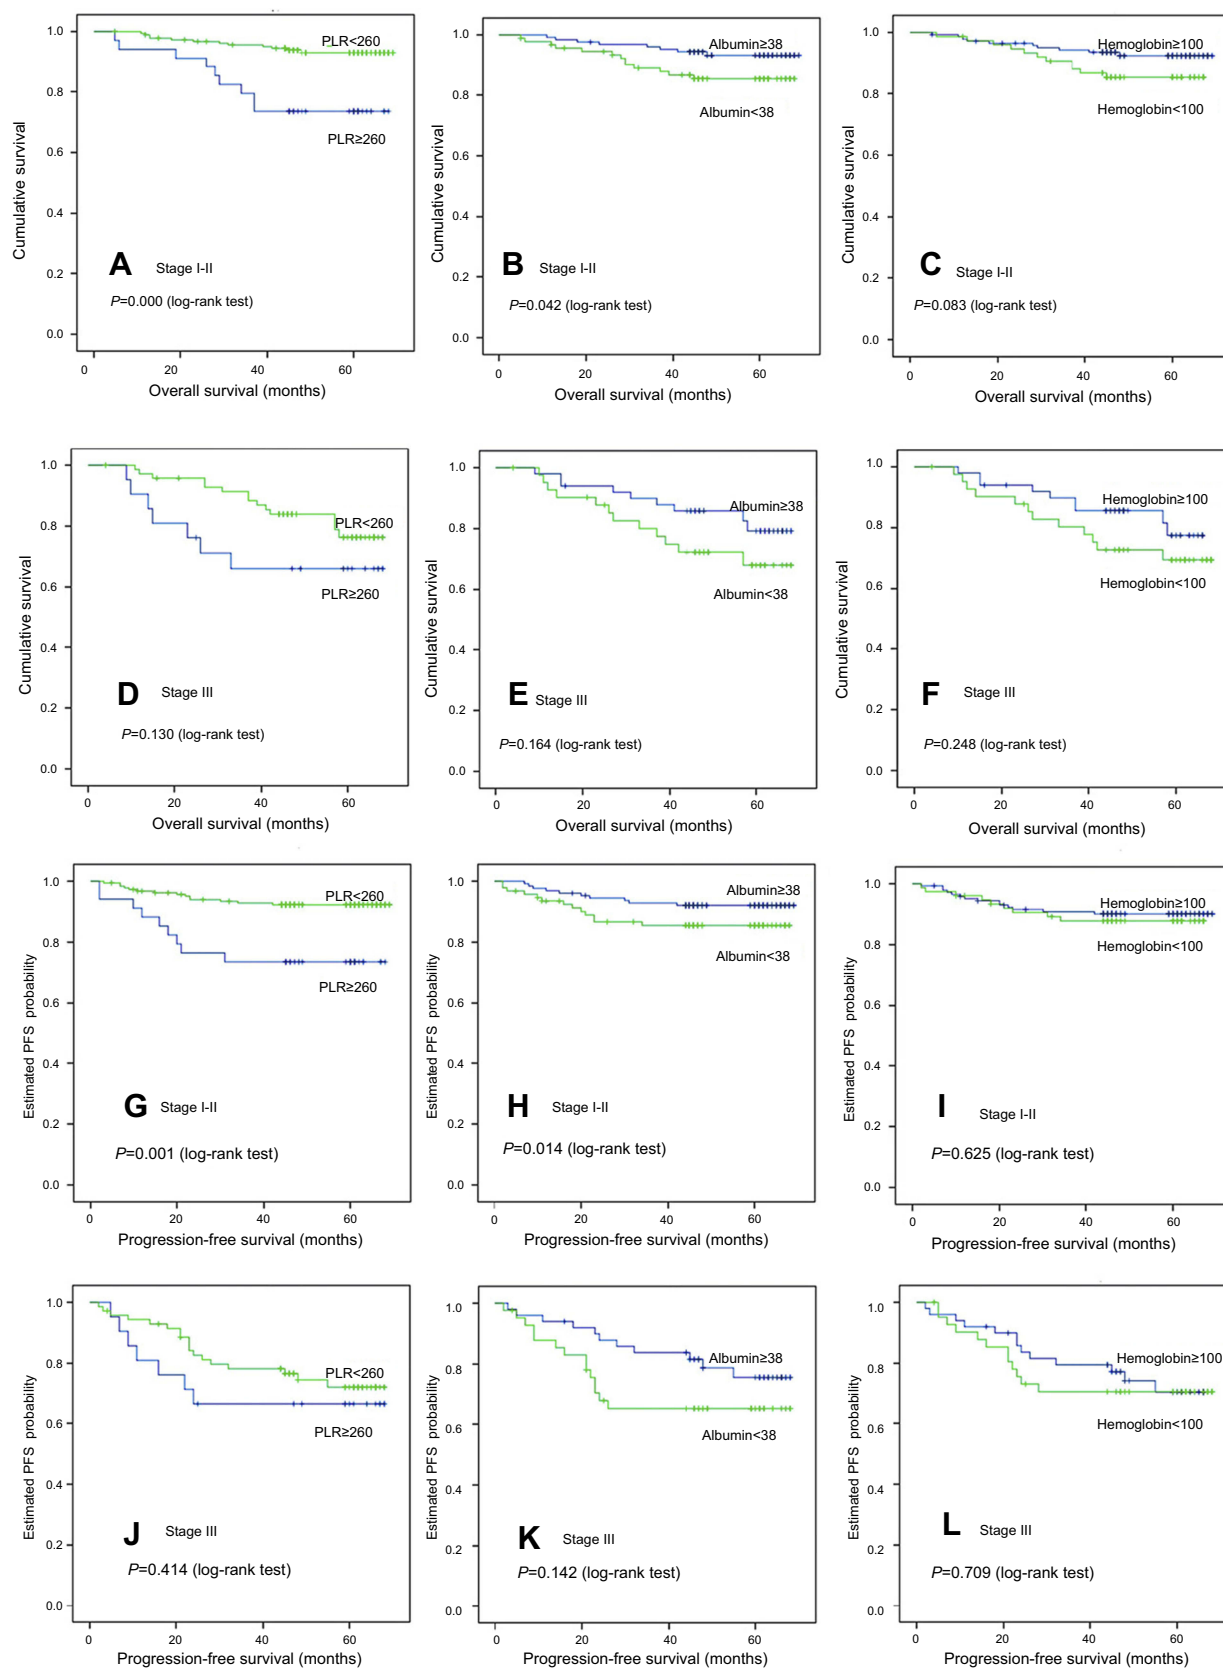 1.0
0.8
0.6
0.4
0.2
0.0
Cumulative survival
PLR<260
PLR≥260
A Stage I-II
P=0.000 (log-rank test)
0 20 40 60
Overall survival (months)
1.0
0.8
0.6
0.4
0.2
0.0
Cumulative survival
Albumin≥38
Albumin<38
B Stage I-II
P=0.042 (log-rank test)
0 20 40 60
Overall survival (months)
1.0
0.8
0.6
0.4
0.2
0.0
Cumulative survival
Hemoglobin≥100
Hemoglobin<100
C Stage I-II
P=0.083 (log-rank test)
0 20 40 60
Overall survival (months)
1.0
0.8
0.6
0.4
0.2
0.0
Cumulative survival
PLR<260
PLR≥260
D Stage III
P=0.130 (log-rank test)
0 20 40 60
Overall survival (months)
1.0
0.8
0.6
0.4
0.2
0.0
Cumulative survival
Albumin≥38
Albumin<38
E Stage III
P=0.164 (log-rank test)
0 20 40 60
Overall survival (months)
1.0
0.8
0.6
0.4
0.2
0.0
Cumulative survival
Hemoglobin≥100
Hemoglobin<100
F Stage III
P=0.248 (log-rank test)
0 20 40 60
Overall survival (months)
1.0
0.8
0.6
0.4
0.2
0.0
Estimated PFS probability
PLR<260
PLR≥260
G Stage I-II
P=0.001 (log-rank test)
0 20 40 60
Progression-free survival (months)
1.0
0.8
0.6
0.4
0.2
0.0
Estimated PFS probability
Albumin≥38
Albumin<38
H Stage I-II
P=0.014 (log-rank test)
0 20 40 60
Progression-free survival (months)
1.0
0.8
0.6
0.4
0.2
0.0
Estimated PFS probability
Hemoglobin≥100
Hemoglobin<100
I Stage I-II
P=0.625 (log-rank test)
0 20 40 60
Progression-free survival (months)
1.0
0.8
0.6
0.4
0.2
0.0
Estimated PFS probability
PLR<260
PLR≥260
J Stage III
P=0.414 (log-rank test)
0 20 40 60
Progression-free survival (months)
1.0
0.8
0.6
0.4
0.2
0.0
Estimated PFS probability
Albumin≥38
Albumin<38
K Stage III
P=0.142 (log-rank test)
0 20 40 60
Progression-free survival (months)
1.0
0.8
0.6
0.4
0.2
0.0
Estimated PFS probability
Hemoglobin≥100
Hemoglobin<100
L Stage III
P=0.709 (log-rank test)
0 20 40 60
Progression-free survival (months)